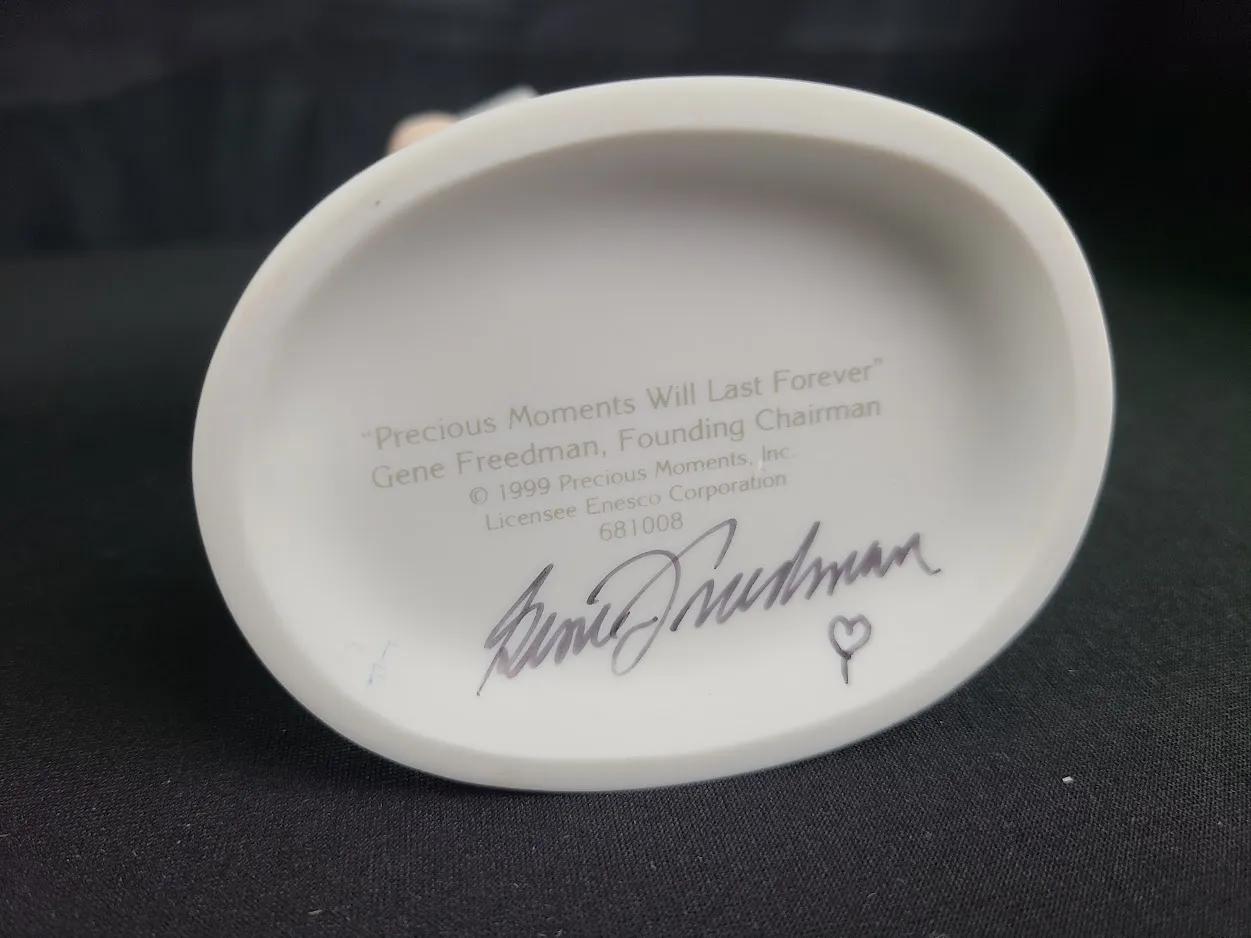 "Precious Moments Will Last Forever"
Gene Freedman, Founding Chairman
© 1999 Precious Moments, Inc.
Licensee Enesco Corporation
681008
Gene Freedman